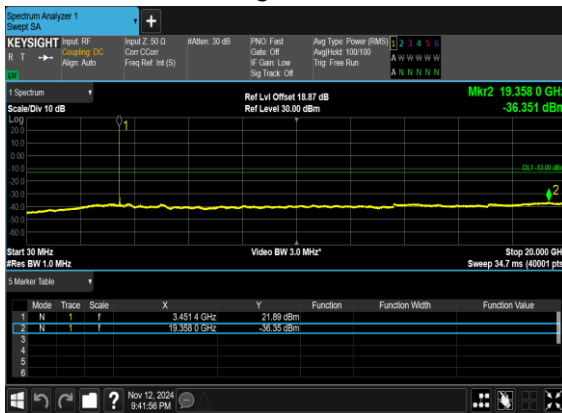 Spectrum Analyzer 1
Swept SA
+
KEYSIGHT
R T
Input: RF
Coupling: DC
Align: Auto
Input Z: 50 Ω
Corr CCorr
Freq Ref: Int (S)
#Atten: 30 dB
PNO: Fast
Gate: Off
IF Gain: Low
Sig Track: Off
Avg Type: Power (RMS)
Avg|Hold: 100/100
Trig: Free Run
1 2 3 4 5 6
A W W W W W
A N N N N N
1 Spectrum
Scale/Div 10 dB
Ref Lvl Offset 18.87 dB
Ref Level 30.00 dBm
Mkr2 19.358 0 GHz
-36.351 dBm
Log
20.0
10.0
0.00
-10.0
-20.0
-30.0
-40.0
-50.0
-60.0
1
DL1 -13.00 dBm
2
Start 30 MHz
#Res BW 1.0 MHz
Video BW 3.0 MHz*
Stop 20.000 GHz
Sweep 34.7 ms (40001 pts)
5 Marker Table
Mode Trace Scale X Y Function Function Width Function Value
1 N 1 f 3.451 4 GHz 21.89 dBm
2 N 1 f 19.358 0 GHz -36.35 dBm
3
4
5
6
?
Nov 12, 2024
9:41:56 PM